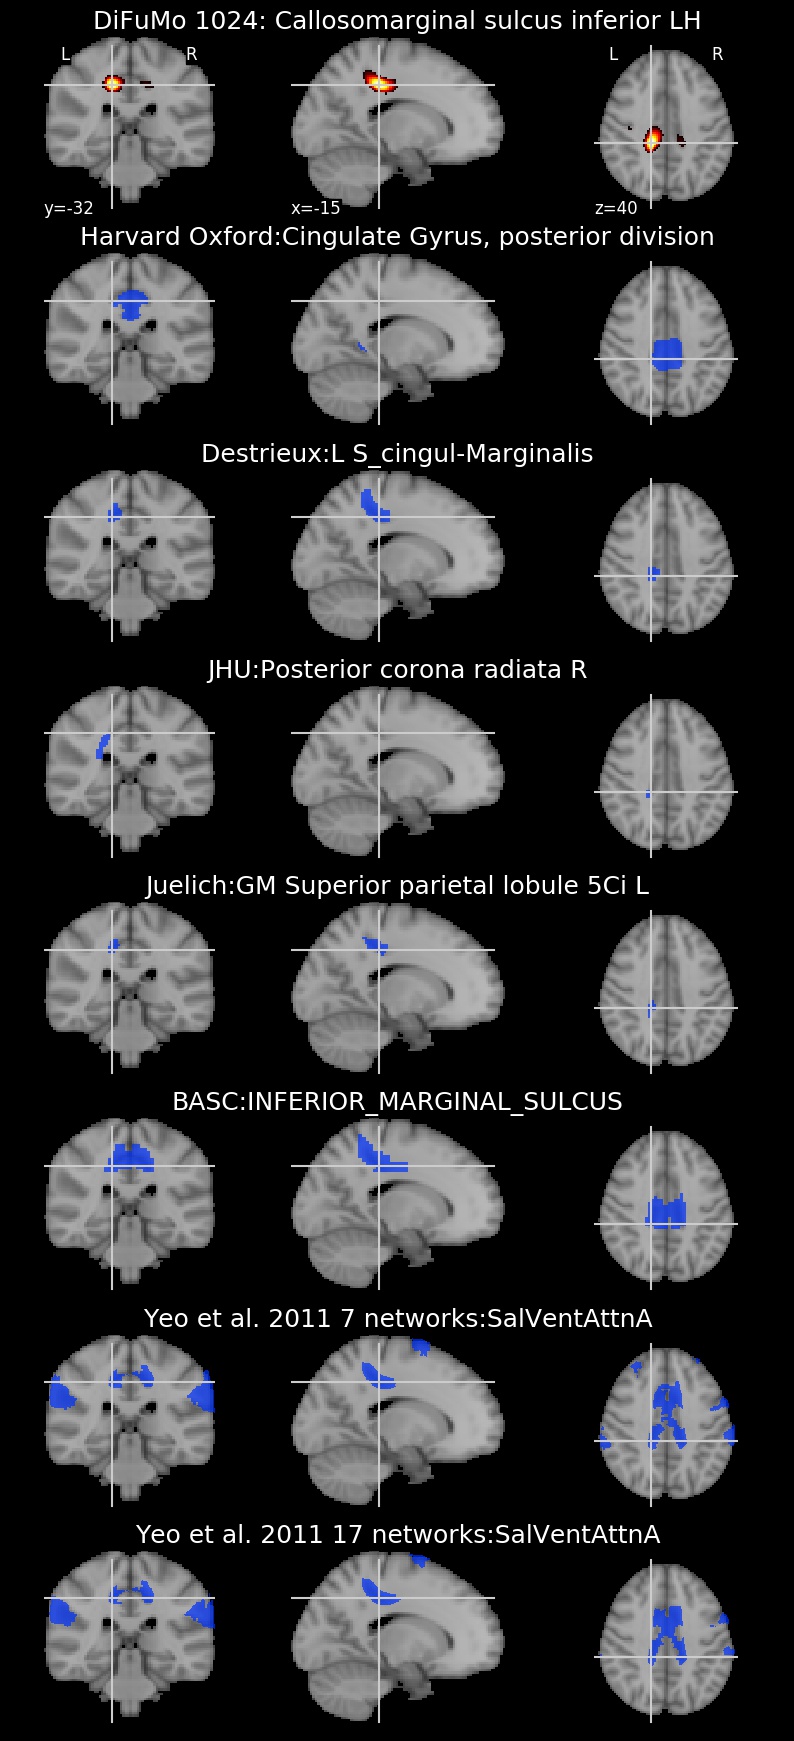 DiFuMo 1024: Callosomarginal sulcus inferior LH
L R L R
y=-32 x=-15 z=40
Harvard Oxford:Cingulate Gyrus, posterior division
Destrieux:L S_cingul-Marginalis
JHU:Posterior corona radiata R
Juelich:GM Superior parietal lobule 5Ci L
BASC:INFERIOR_MARGINAL_SULCUS
Yeo et al. 2011 7 networks:SalVentAttnA
Yeo et al. 2011 17 networks:SalVentAttnA